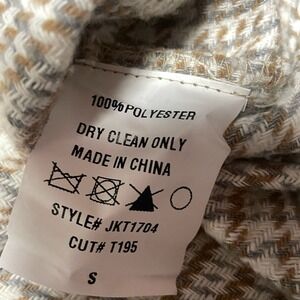 100% POLYESTER
DRY CLEAN ONLY
MADE IN CHINA
STYLE# JKT1704
CUT# T195
S